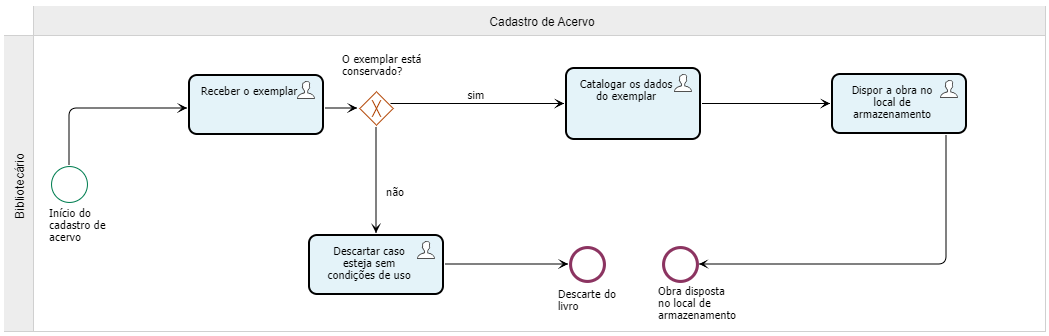 Cadastro de Acervo
Bibliotecário
O exemplar está
conservado?
Receber o exemplar
sim
Catalogar os dados
do exemplar
Dispor a obra no
local de
armazenamento
não
Início do
cadastro de
acervo
Descartar caso
esteja sem
condições de uso
Descarte do
livro
Obra disposta
no local de
armazenamento